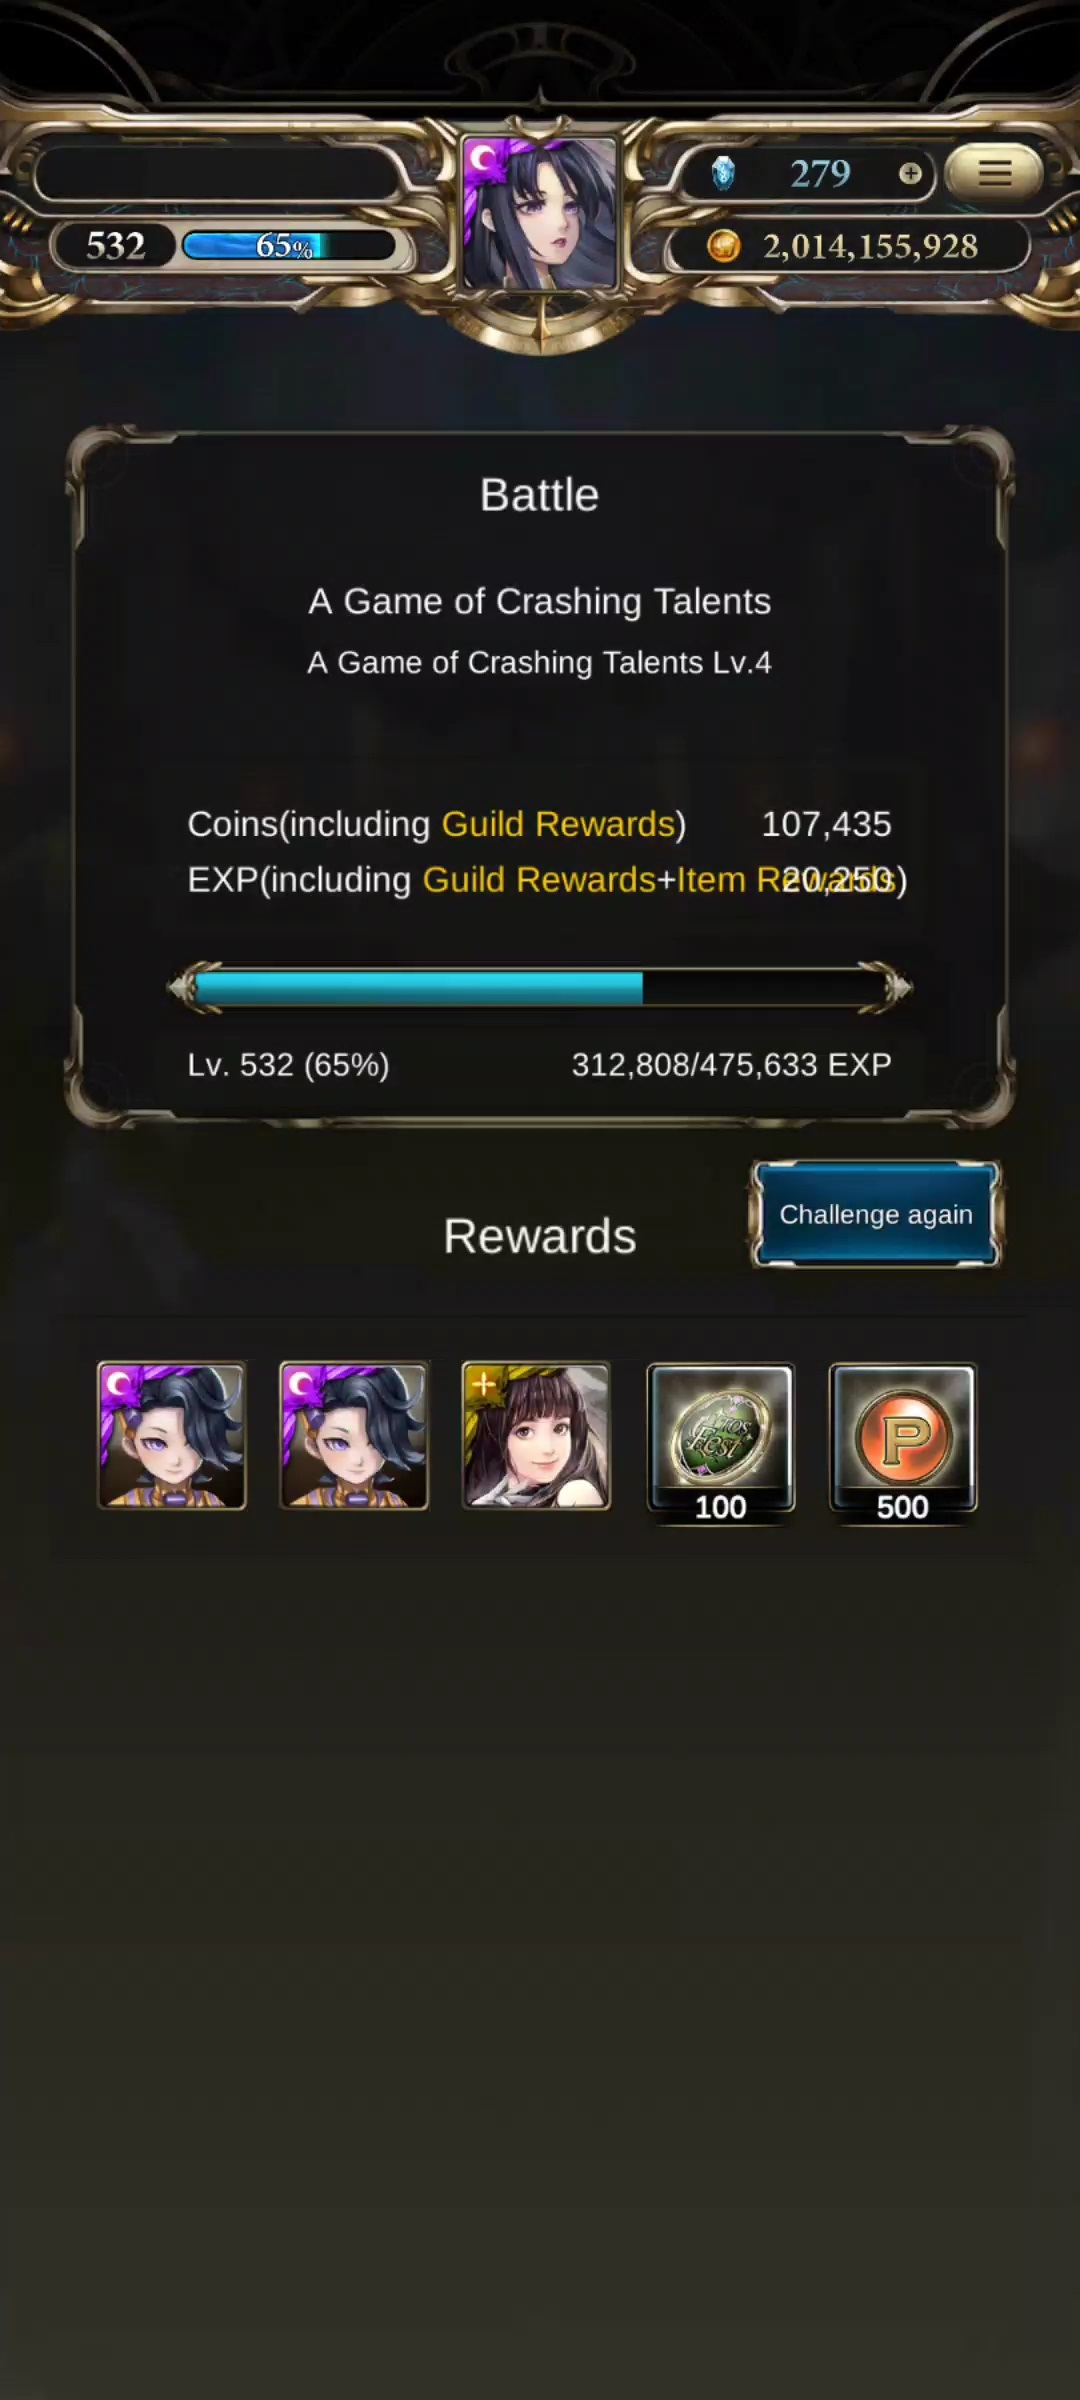 279
532
65%
2,014,155,928
Battle
A Game of Crashing Talents
A Game of Crashing Talents Lv.4
Coins(including Guild Rewards) 107,435
EXP(including Guild Rewards+Item Rewards) 20,250
Lv. 532 (65%) 312,808/475,633 EXP
Challenge again
Rewards
TOS
Fest
P
100
500